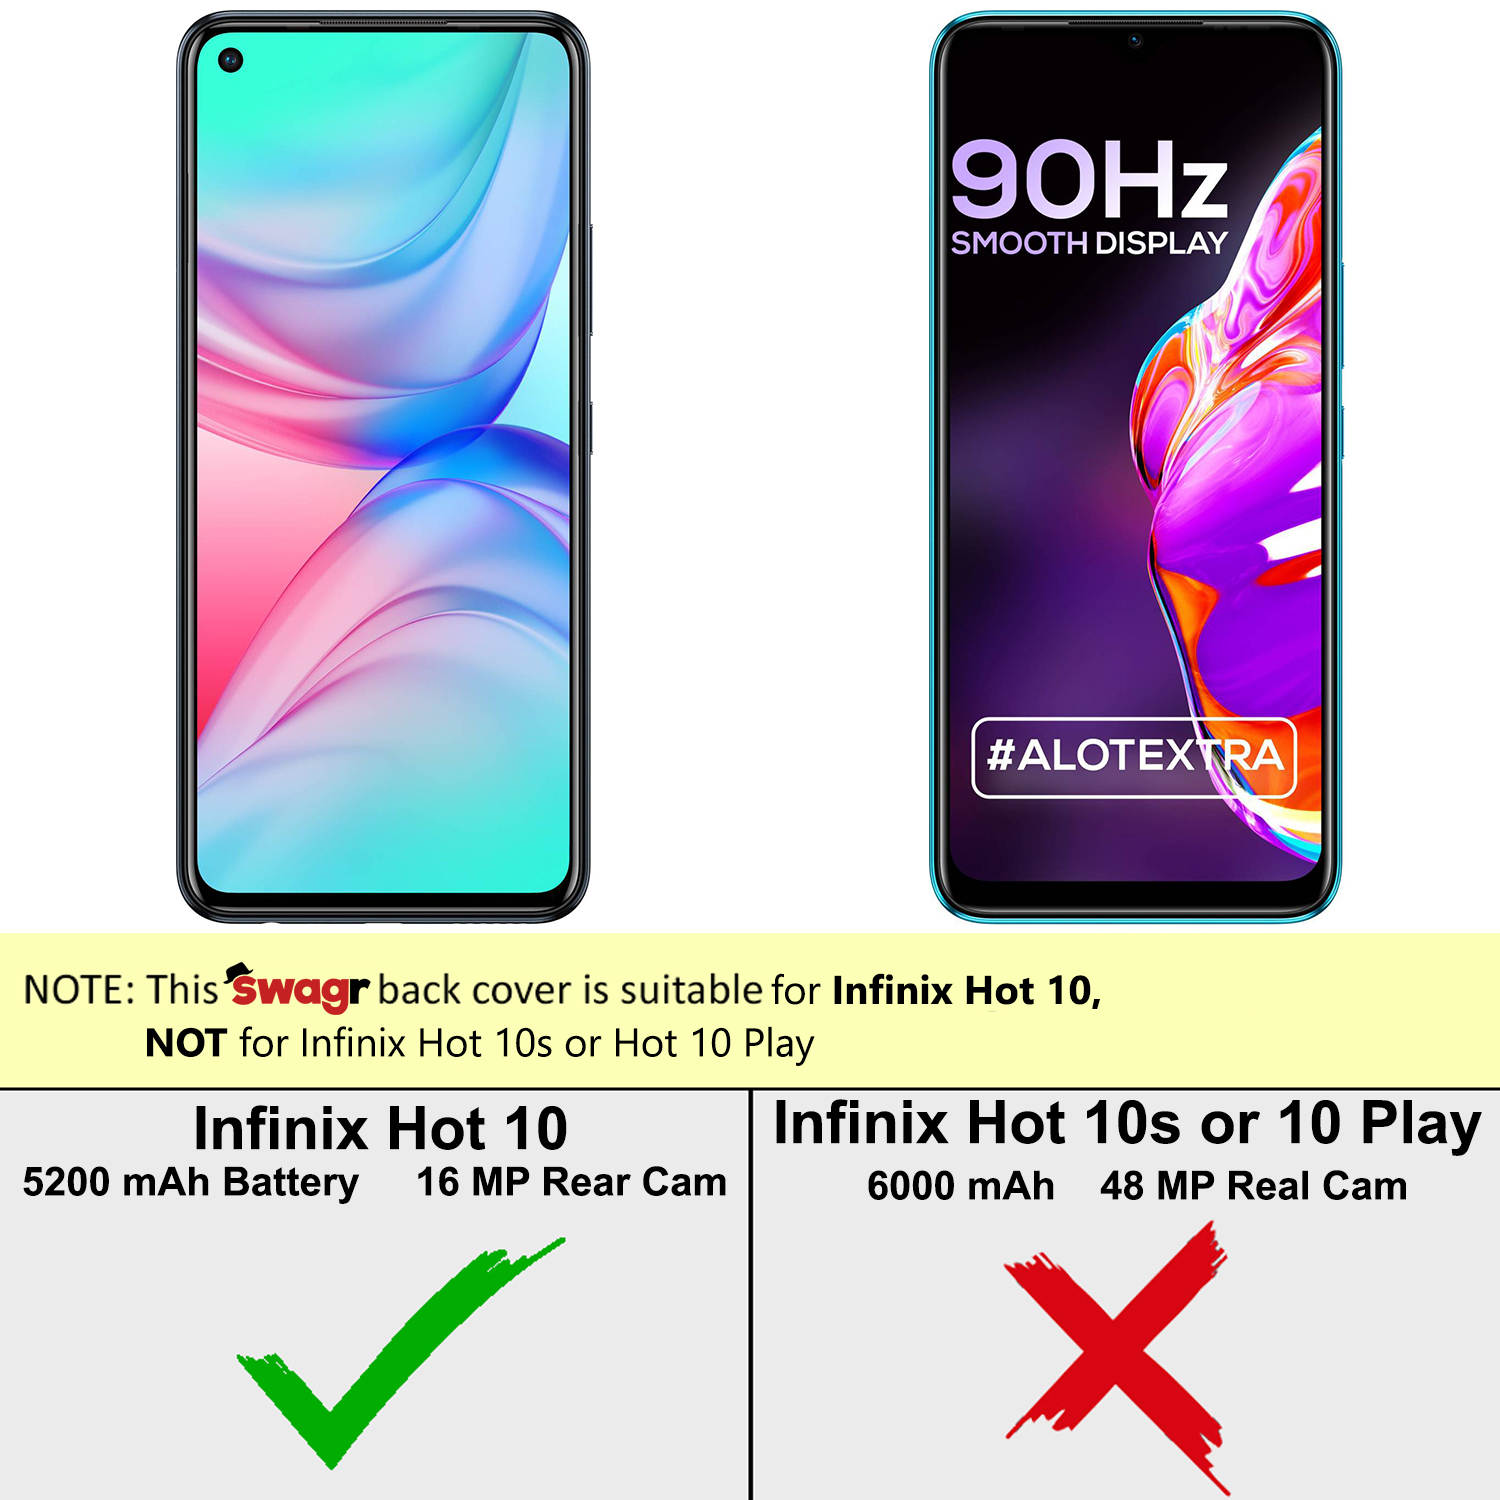 90Hz
SMOOTH DISPLAY
#ALOTEXTRA
NOTE: This Swagr back cover is suitable for Infinix Hot 10,
NOT for Infinix Hot 10s or Hot 10 Play
Infinix Hot 10
5200 mAh Battery 16 MP Rear Cam
Infinix Hot 10s or 10 Play
6000 mAh 48 MP Real Cam